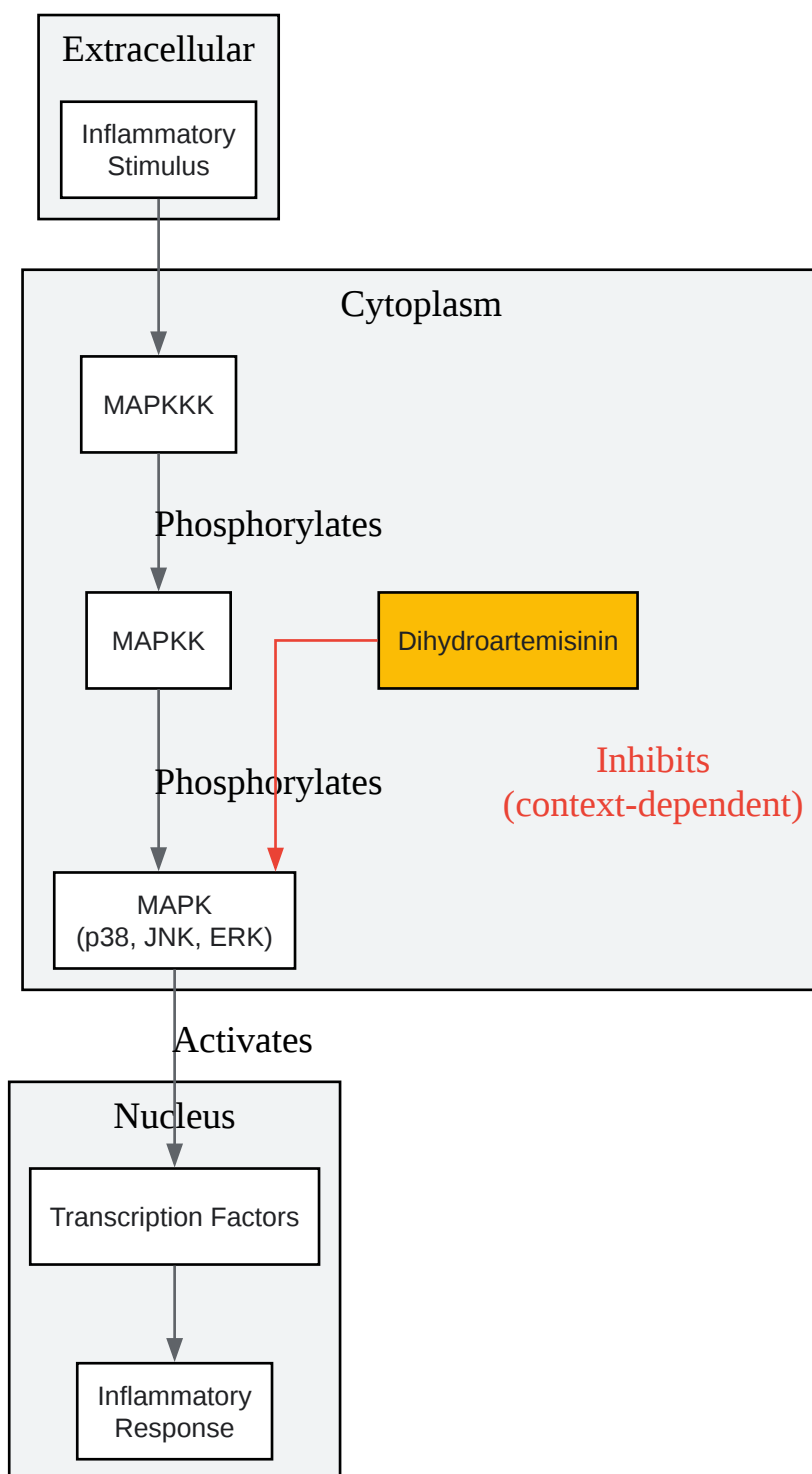 Extracellular
Inflammatory
Stimulus
Cytoplasm
MAPKKK
Phosphorylates
MAPKK
Dihydroartemisinin
Phosphorylates
Inhibits
(context-dependent)
MAPK
(p38, JNK, ERK)
Activates
Nucleus
Transcription Factors
Inflammatory
Response